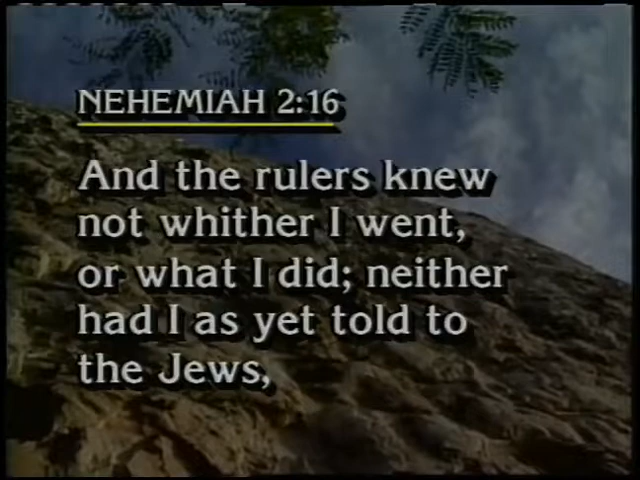 NEHEMIAH 2:16
And the rulers knew
not whither I went,
or what I did; neither
had I as yet told to
the Jews,